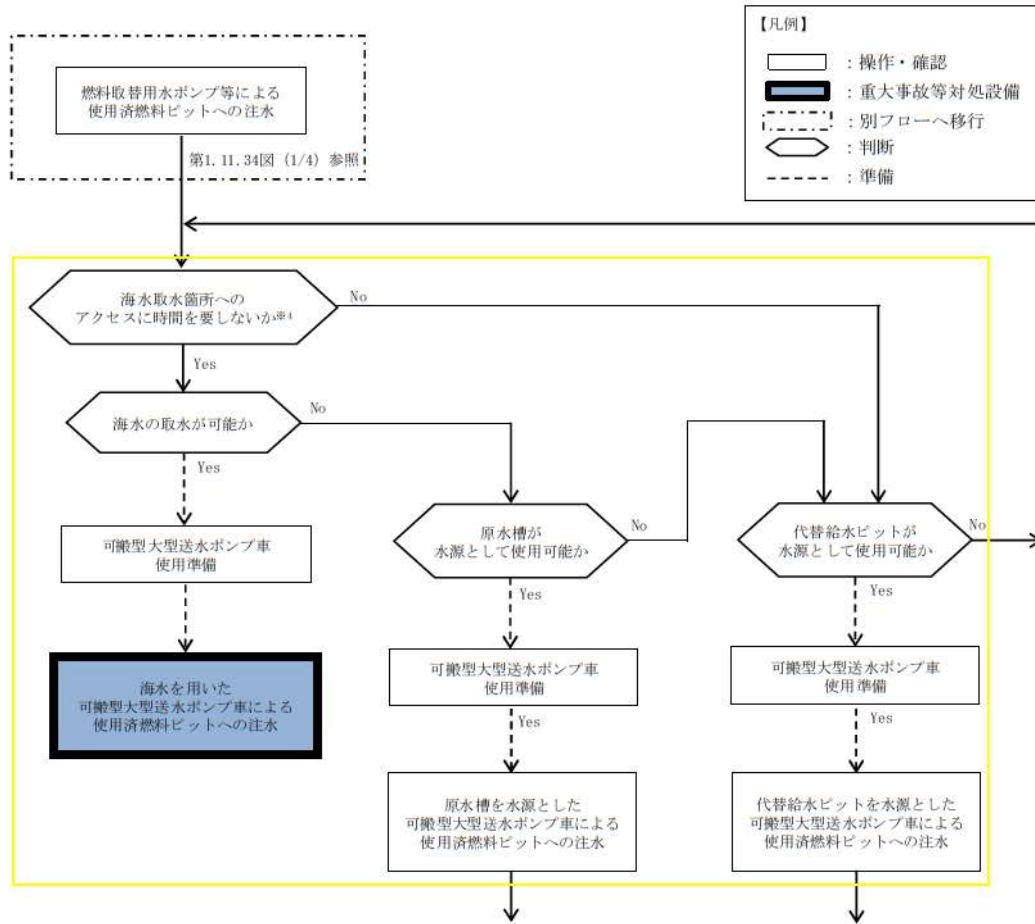 【凡例】
：操作・確認
：重大事故等対処設備
：別フローへ移行
：判断
：準備
燃料取替用水ポンプ等による
使用済燃料ピットへの注水
第1.11.34図 (1/4) 参照
海水取水箇所への
アクセスに時間を要しないか※4
No
Yes
海水の取水が可能か
No
Yes
可搬型大型送水ポンプ車
使用準備
海水を用いた
可搬型大型送水ポンプ車による
使用済燃料ピットへの注水
原水槽が
水源として使用可能か
No
Yes
可搬型大型送水ポンプ車
使用準備
Yes
原水槽を水源とした
可搬型大型送水ポンプ車による
使用済燃料ピットへの注水
代替給水ピットが
水源として使用可能か
No
Yes
可搬型大型送水ポンプ車
使用準備
Yes
代替給水ピットを水源とした
可搬型大型送水ポンプ車による
使用済燃料ピットへの注水